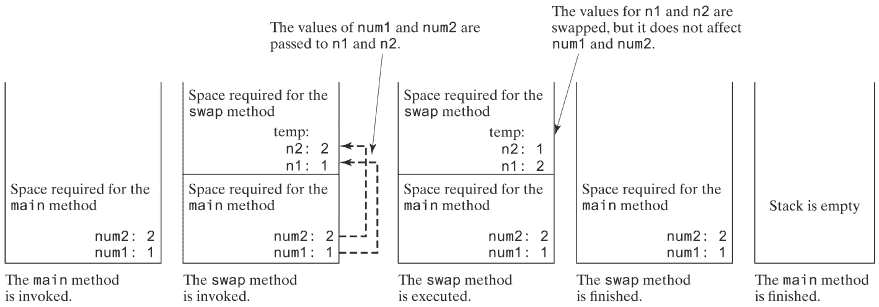 The values of num1 and num2 are
passed to n1 and n2.
The values for n1 and n2 are
swapped, but it does not affect
num1 and num2.
Space required for the
main method
num2: 2
num1: 1
The main method
is invoked.
Space required for the
swap method
temp:
n2: 2
n1: 1
Space required for the
main method
num2: 2
num1: 1
The swap method
is invoked.
Space required for the
swap method
temp:
n2: 1
n1: 2
Space required for the
main method
num2: 2
num1: 1
The swap method
is executed.
Space required for the
main method
num2: 2
num1: 1
The swap method
is finished.
Stack is empty
The main method
is finished.